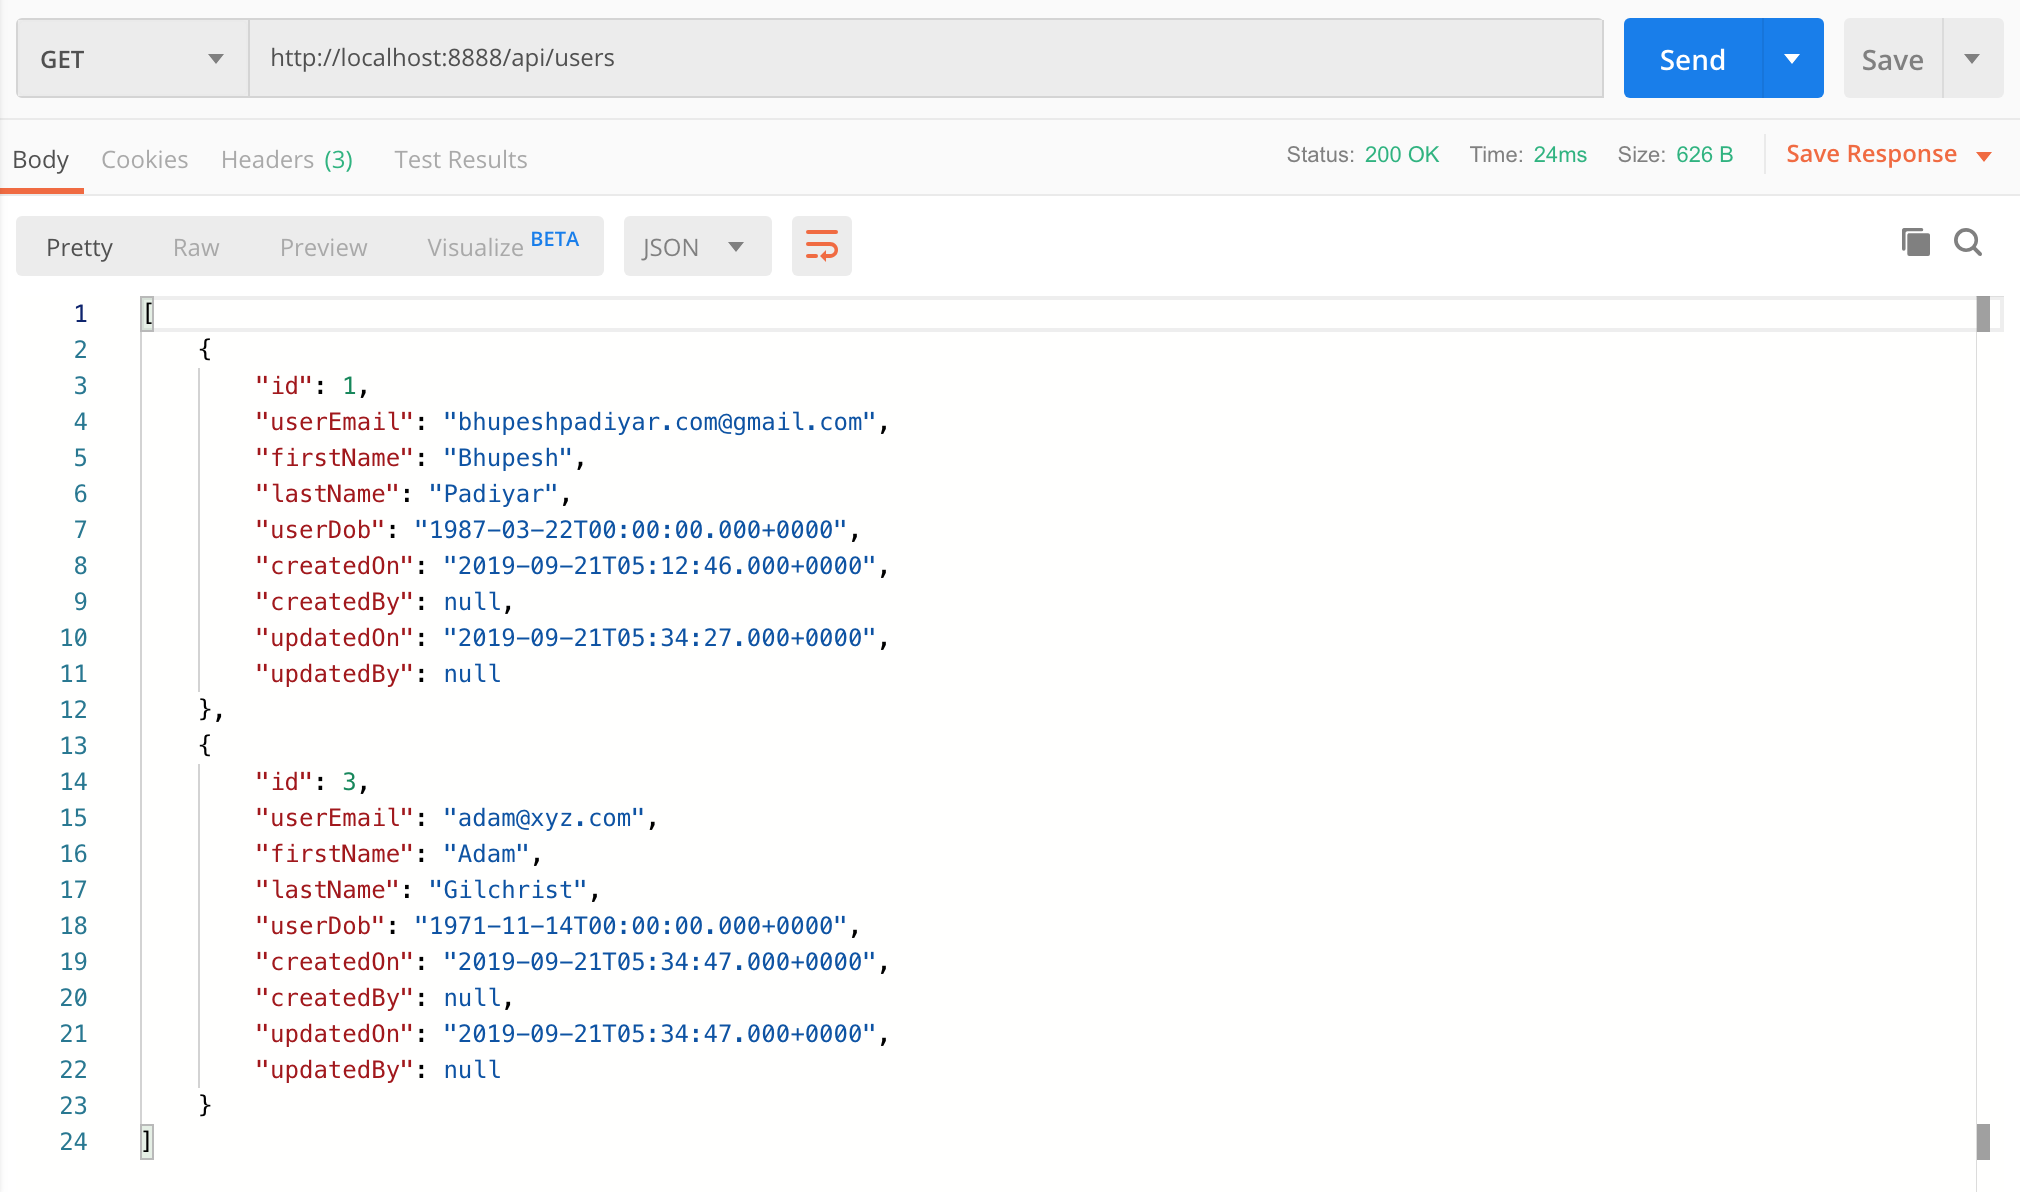 GET http://localhost:8888/api/users Send Save
Body Cookies Headers (3) Test Results Status: 200 OK Time: 24ms Size: 626 B Save Response
Pretty Raw Preview Visualize BETA JSON
1 [
2 {
3 "id": 1,
4 "userEmail": "bhupeshpadiyar.com@gmail.com",
5 "firstName": "Bhupesh",
6 "lastName": "Padiyar",
7 "userDob": "1987-03-22T00:00:00.000+0000",
8 "createdOn": "2019-09-21T05:12:46.000+0000",
9 "createdBy": null,
10 "updatedOn": "2019-09-21T05:34:27.000+0000",
11 "updatedBy": null
12 },
13 {
14 "id": 3,
15 "userEmail": "adam@xyz.com",
16 "firstName": "Adam",
17 "lastName": "Gilchrist",
18 "userDob": "1971-11-14T00:00:00.000+0000",
19 "createdOn": "2019-09-21T05:34:47.000+0000",
20 "createdBy": null,
21 "updatedOn": "2019-09-21T05:34:47.000+0000",
22 "updatedBy": null
23 }
24 ]